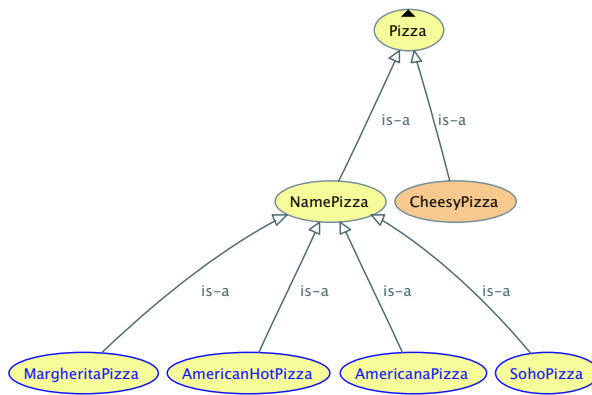 Pizza
is-a
is-a
NamePizza
CheesyPizza
is-a
is-a
is-a
is-a
MargheritaPizza
AmericanHotPizza
AmericanaPizza
SohoPizza